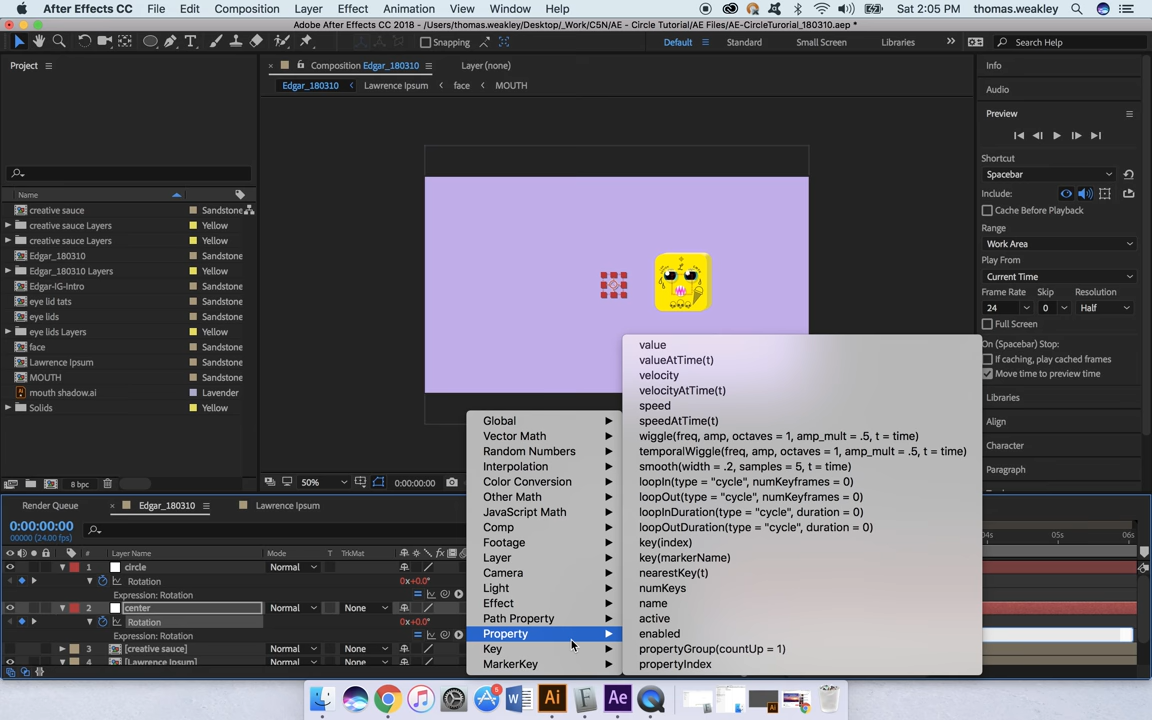 After Effects CC File Edit Composition Layer Effect Animation View Window Help Sat 2:05 PM thomas.weakley
Adobe After Effects CC 2018 - /Users/thomas.weakley/Desktop/_Work/C5N/AE - Circle Tutorial/AE Files/AE-CircleTurorial_180310.aep *
Snapping Default Standard Small Screen Libraries Search Help
Project Composition Edgar_180310 Layer (none) Info
Edgar_180310 Lawrence Ipsum face MOUTH Audio
Preview
Shortcut
Spacebar
Include:
Cache Before Playback
Range
Work Area
Play From
Current Time
Frame Rate Skip Resolution
24 0 Half
Full Screen
On (Spacebar) Stop:
If caching, play cached frames
Move time to preview time
Libraries
Align
Character
Paragraph
Name
creative sauce Sandstone
creative sauce Layers Yellow
creative sauce Layers Yellow
Edgar_180310 Sandstone
Edgar_180310 Layers Yellow
Edgar-IG-Intro Sandstone
eye lid tats Sandstone
eye lids Sandstone
eye lids Layers Yellow
face Sandstone
Lawrence Ipsum Sandstone
MOUTH Sandstone
mouth shadow.ai Lavender
Solids Yellow
8 bpc
50% 0:00:00:00
Global
Vector Math
Random Numbers
Interpolation
Color Conversion
Other Math
JavaScript Math
Comp
Footage
Layer
Camera
Light
Effect
Path Property
Property
Key
MarkerKey
value
valueAtTime(t)
velocity
velocityAtTime(t)
speed
speedAtTime(t)
wiggle(freq, amp, octaves = 1, amp_mult = .5, t = time)
temporalWiggle(freq, amp, octaves = 1, amp_mult = .5, t = time)
smooth(width = .2, samples = 5, t = time)
loopIn(type = "cycle", numKeyframes = 0)
loopOut(type = "cycle", numKeyframes = 0)
loopInDuration(type = "cycle", duration = 0)
loopOutDuration(type = "cycle", duration = 0)
key(index)
key(markerName)
nearestKey(t)
numKeys
name
active
enabled
propertyGroup(countUp = 1)
propertyIndex
Render Queue Edgar_180310 Lawrence Ipsum
0:00:00:00
00000 (24.00 fps)
04s 05s 06s
# Layer Name Mode T TrkMat
1 circle Normal
Rotation 0x+0.0°
Expression: Rotation
2 center Normal None
Rotation 0x+0.0°
Expression: Rotation
3 [creative sauce] Normal None
4 [Lawrence Ipsum] Normal None
Ai Ae